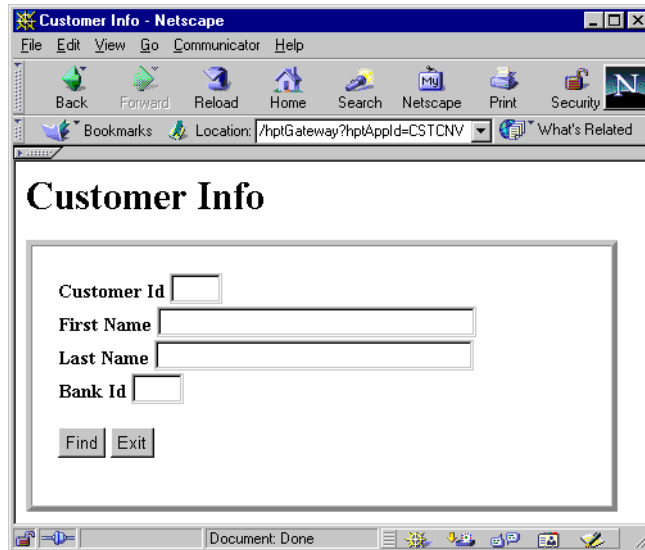 Customer Info - Netscape
File Edit View Go Communicator Help
Back Forward Reload Home Search My Netscape Print Security N
Bookmarks Location: /hptGateway?hptAppId=CSTCNV What's Related
Customer Info
Customer Id
First Name
Last Name
Bank Id
Find Exit
Document: Done